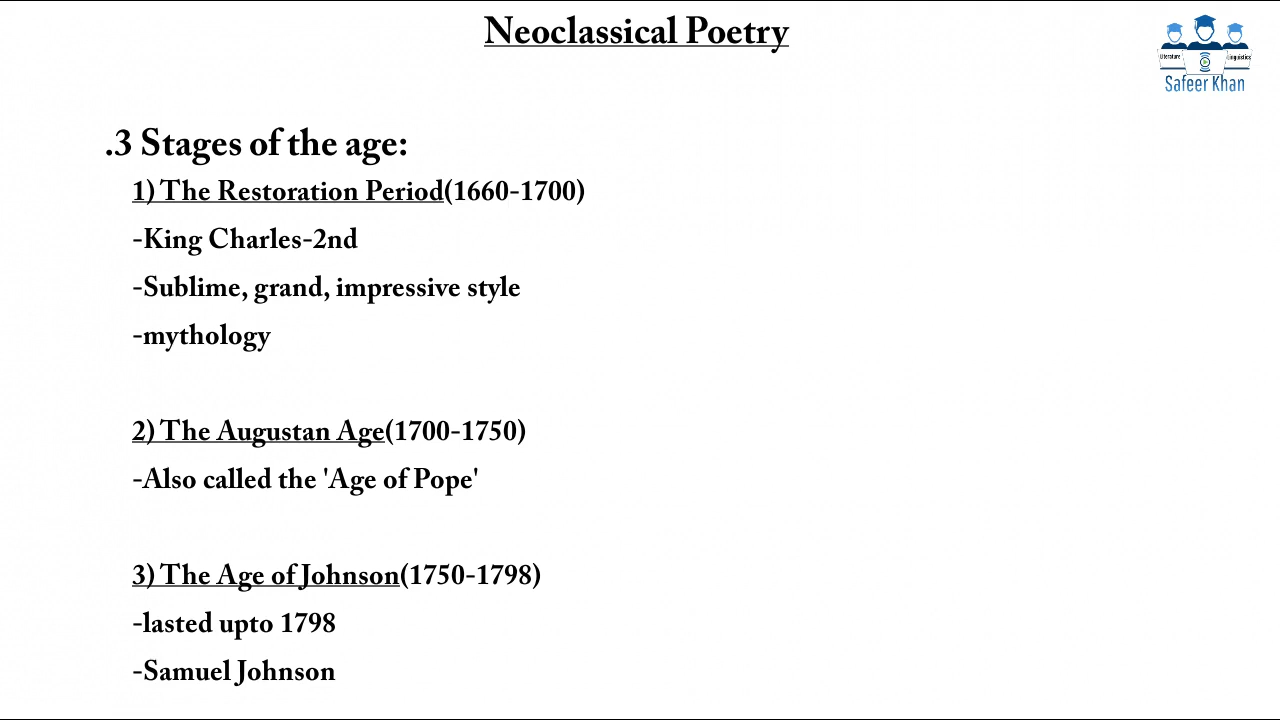 Neoclassical Poetry
Literature
Linguistics
Safeer Khan
.3 Stages of the age:
1) The Restoration Period(1660-1700)
-King Charles-2nd
-Sublime, grand, impressive style
-mythology
2) The Augustan Age(1700-1750)
-Also called the 'Age of Pope'
3) The Age of Johnson(1750-1798)
-lasted upto 1798
-Samuel Johnson